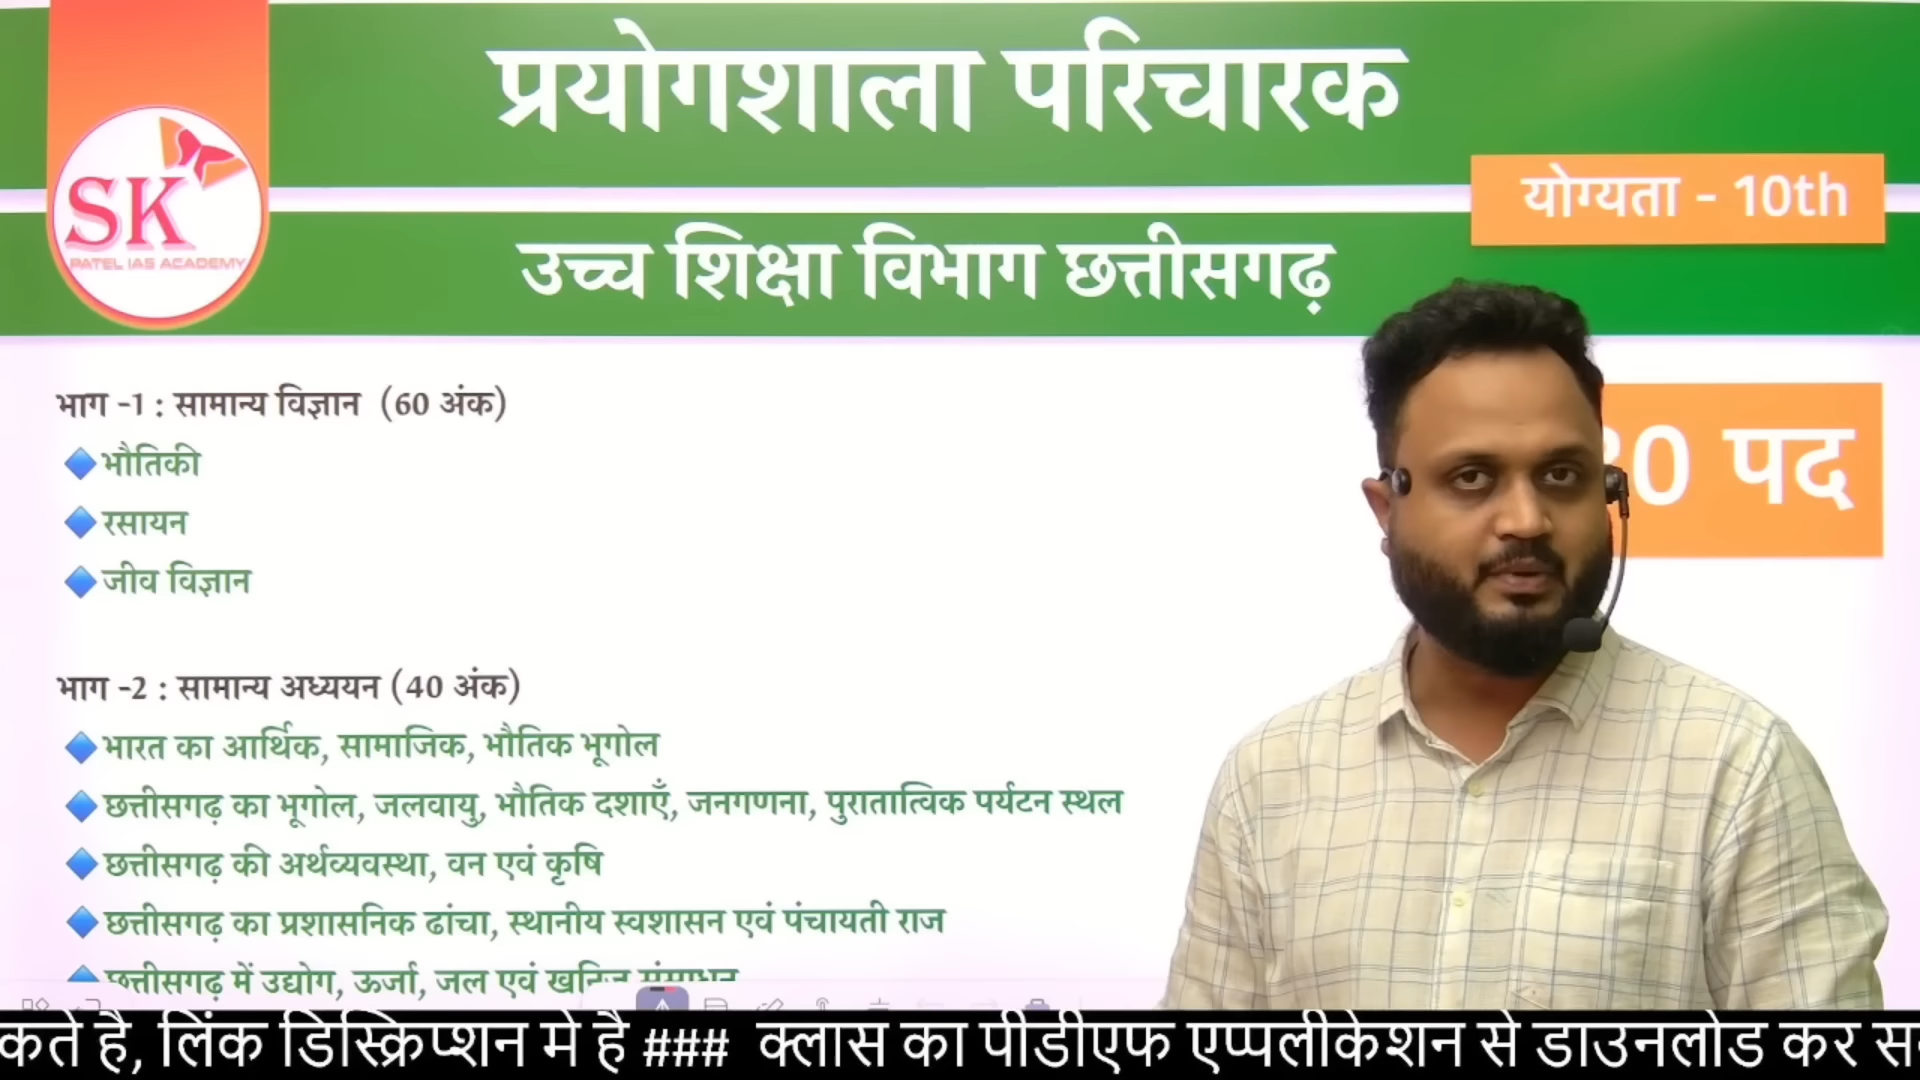 प्रयोगशाला परिचारक
योग्यता - 10th
SK
PATEL IAS ACADEMY
उच्च शिक्षा विभाग छत्तीसगढ़
भाग -1 : सामान्य विज्ञान (60 अंक)
भौतिकी
रसायन
जीव विज्ञान
0 पद
भाग -2 : सामान्य अध्ययन (40 अंक)
भारत का आर्थिक, सामाजिक, भौतिक भूगोल
छत्तीसगढ़ का भूगोल, जलवायु, भौतिक दशाएँ, जनगणना, पुरातात्विक पर्यटन स्थल
छत्तीसगढ़ की अर्थव्यवस्था, वन एवं कृषि
छत्तीसगढ़ का प्रशासनिक ढांचा, स्थानीय स्वशासन एवं पंचायती राज
छत्तीसगढ़ में उद्योग, ऊर्जा, जल एवं खनिज
कते है, लिंक डिस्क्रिप्शन मे है ### क्लास का पीडीएफ एप्पलीकेशन से डाउनलोड कर